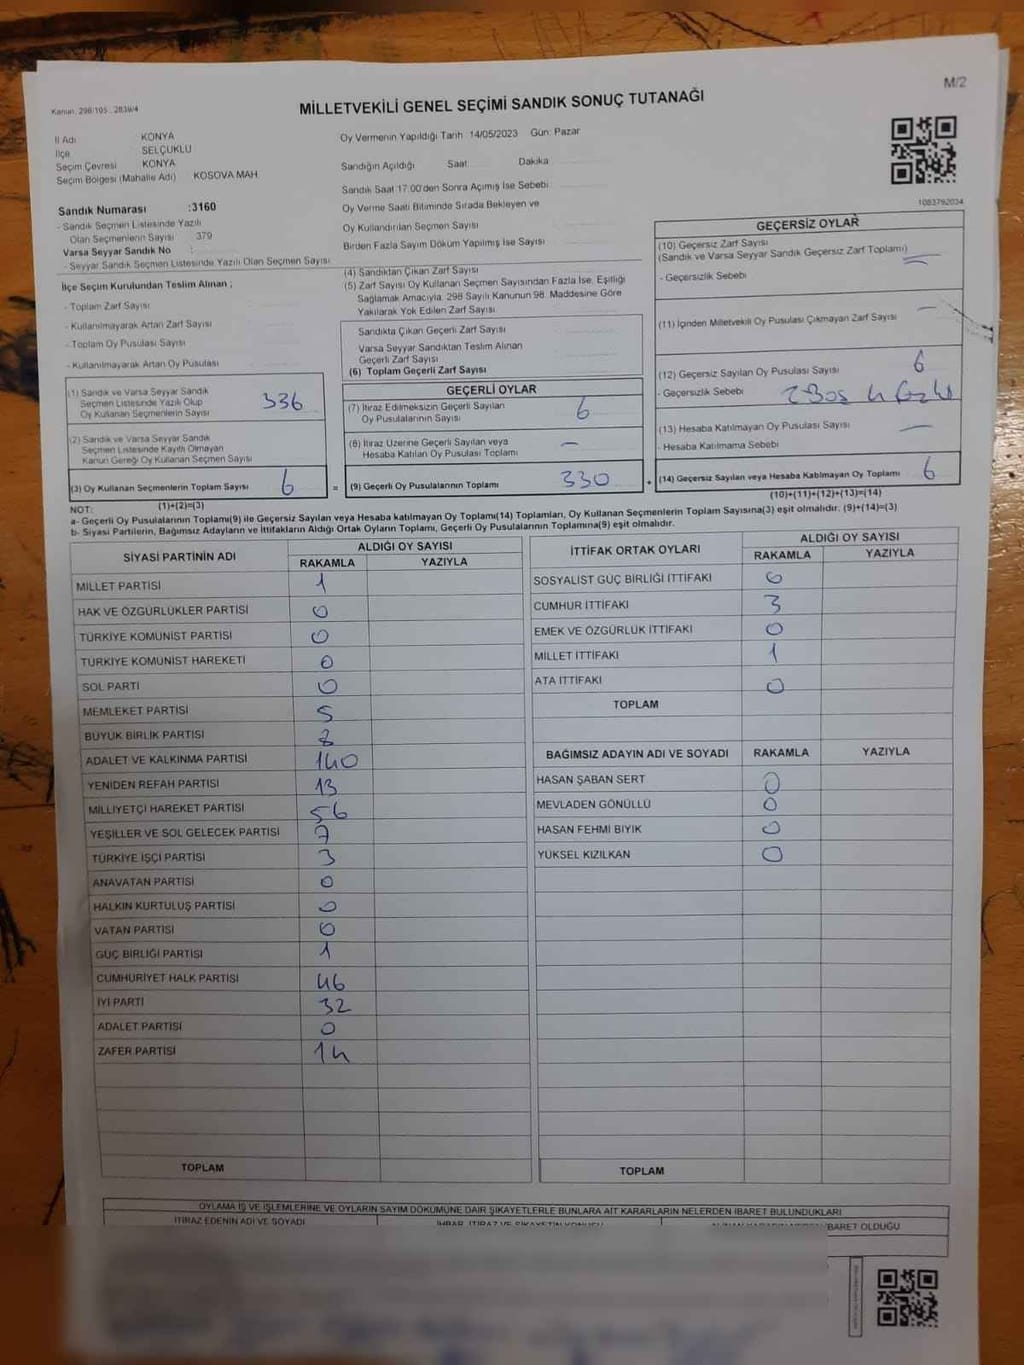 M/2
Kanun: 298/105
MİLLETVEKİLİ GENEL SEÇİMİ SANDIK SONUÇ TUTANAĞI
İl Adı KONYA
İlçe SELÇUKLU
Seçim Çevresi KONYA
Seçim Bölgesi (Mahalle Adı) KOSOVA MAH.
Sandık Numarası :3160
- Sandık Seçmen Listesinde Yazılı
Olan Seçmenlerin Sayısı 379
Varsa Seyyar Sandık No :
- Seyyar Sandık Seçmen Listesinde Yazılı Olan Seçmen Sayısı
Oy Vermenin Yapıldığı Tarih :14/05/2023 Gün: Pazar
Sandığın Açıldığı Saat Dakika
Sandık Saat 17.00'den Sonra Açımış İse Sebebi:
Oy Verme Saati Bitiminde Sırada Bekleyen ve
Oy Kullandırılan Seçmen Sayısı
Birden Fazla Sayım Döküm Yapılmış İse Sayısı
1083792034
İlçe Seçim Kurulundan Teslim Alınan ;
- Toplam Zarf Sayısı
- Kullanılmayarak Artan Zarf Sayısı
- Toplam Oy Pusulası Sayısı
- Kullanılmayarak Artan Oy Pusulası
(1) Sandık ve Varsa Seyyar Sandık
Seçmen Listesinde Yazılı Olup
Oy Kullanan Seçmenlerin Sayısı 336
(2) Sandık ve Varsa Seyyar Sandık
Seçmen Listesinde Kayıtlı Olmayan
Kanun Gereği Oy Kullanan Seçmen Sayısı
(3) Oy Kullanan Seçmenlerin Toplam Sayısı 6 =
(1)+(2)=(3)
(4) Sandıktan Çıkan Zarf Sayısı
(5) Zarf Sayısı Oy Kullanan Seçmen Sayısından Fazla İse, Eşitliği
Sağlamak Amacıyla, 298 Sayılı Kanunun 98. Maddesine Göre
Yakılarak Yok Edilen Zarf Sayısı
Sandıkta Çıkan Geçerli Zarf Sayısı
Varsa Seyyar Sandıktan Teslim Alınan
Geçerli Zarf Sayısı
(6) Toplam Geçerli Zarf Sayısı
GEÇERLİ OYLAR
(7) İtiraz Edilmeksizin Geçerli Sayılan
Oy Pusulalarının Sayısı 6
(8) İtiraz Üzerine Geçerli Sayılan veya
Hesaba Katılan Oy Pusulası Toplamı —
(9) Geçerli Oy Pusulalarının Toplamı 330 +
GEÇERSİZ OYLAR
(10) Geçersiz Zarf Sayısı
(Sandık ve Varsa Seyyar Sandık Geçersiz Zarf Toplamı) —
- Geçersizlik Sebebi
(11) İçinden Milletvekili Oy Pusulası Çıkmayan Zarf Sayısı —
(12) Geçersiz Sayılan Oy Pusulası Sayısı 6
- Geçersizlik Sebebi 2 Boş 4
(13) Hesaba Katılmayan Oy Pusulası Sayısı —
- Hesaba Katılmama Sebebi
(14) Geçersiz Sayılan veya Hesaba Katılmayan Oy Toplamı 6
(10)+(11)+(12)+(13)=(14)
NOT:
a- Geçerli Oy Pusulalarının Toplamı(9) ile Geçersiz Sayılan veya Hesaba katılmayan Oy Toplamı(14) Toplamları, Oy Kullanan Seçmenlerin Toplam Sayısına(3) eşit olmalıdır. (9)+(14)=(3)
b- Siyasi Partilerin, Bağımsız Adayların ve İttifakların Aldığı Ortak Oyların Toplamı, Geçerli Oy Pusulalarının Toplamına(9) eşit olmalıdır.
SİYASİ PARTİNİN ADI ALDIĞI OY SAYISI
RAKAMLA YAZIYLA
MİLLET PARTİSİ 1
HAK VE ÖZGÜRLÜKLER PARTİSİ 0
TÜRKİYE KOMÜNİST PARTİSİ 0
TÜRKİYE KOMÜNİST HAREKETİ 0
SOL PARTİ 0
MEMLEKET PARTİSİ 5
BÜYÜK BİRLİK PARTİSİ
ADALET VE KALKINMA PARTİSİ 140
YENİDEN REFAH PARTİSİ 13
MİLLİYETÇİ HAREKET PARTİSİ 56
YEŞİLLER VE SOL GELECEK PARTİSİ 7
TÜRKİYE İŞÇİ PARTİSİ 3
ANAVATAN PARTİSİ 0
HALKIN KURTULUŞ PARTİSİ 0
VATAN PARTİSİ 0
GÜÇ BİRLİĞİ PARTİSİ 1
CUMHURİYET HALK PARTİSİ 46
İYİ PARTİ 32
ADALET PARTİSİ 0
ZAFER PARTİSİ 14
TOPLAM
İTTİFAK ORTAK OYLARI ALDIĞI OY SAYISI
RAKAMLA YAZIYLA
SOSYALİST GÜÇ BİRLİĞİ İTTİFAKI 0
CUMHUR İTTİFAKI 3
EMEK VE ÖZGÜRLÜK İTTİFAKI 0
MİLLET İTTİFAKI 1
ATA İTTİFAKI 0
TOPLAM
BAĞIMSIZ ADAYIN ADI VE SOYADI RAKAMLA YAZIYLA
HASAN ŞABAN SERT 0
MEVLADEN GÖNÜLLÜ 0
HASAN FEHMİ BIYIK 0
YÜKSEL KIZILKAN 0
TOPLAM
OYLAMA İŞ VE İŞLEMLERİNE VE OYLARIN SAYIM DÖKÜMÜNE DAİR ŞİKAYETLERLE BUNLARA AİT KARARLARIN NELERDEN İBARET BULUNDUKLARI
İTİRAZ EDENİN ADI VE SOYADI İHBAR, İTİRAZ VE ŞİKAYETİN KONUSU İBARET OLDUĞU